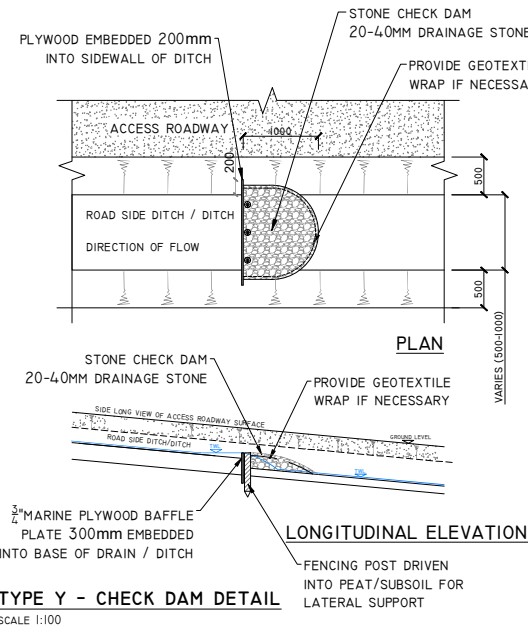 STONE CHECK DAM
20-40MM DRAINAGE STONE
PLYWOOD EMBEDDED 200mm
INTO SIDEWALL OF DITCH
PROVIDE GEOTEXTI
WRAP IF NECESSA
ACCESS ROADWAY
1000
200
500
ROAD SIDE DITCH / DITCH
DIRECTION OF FLOW
500
VARIES (500-1000)
PLAN
STONE CHECK DAM
20-40MM DRAINAGE STONE
PROVIDE GEOTEXTILE
WRAP IF NECESSARY
SIDE LONG VIEW OF ACCESS ROADWAY SURFACE
GROUND LEVEL
ROAD SIDE DITCH/DITCH
TWL
TWL
3/4" MARINE PLYWOOD BAFFLE
PLATE 300mm EMBEDDED
INTO BASE OF DRAIN / DITCH
LONGITUDINAL ELEVATION
FENCING POST DRIVEN
INTO PEAT/SUBSOIL FOR
LATERAL SUPPORT
TYPE Y - CHECK DAM DETAIL
SCALE 1:100